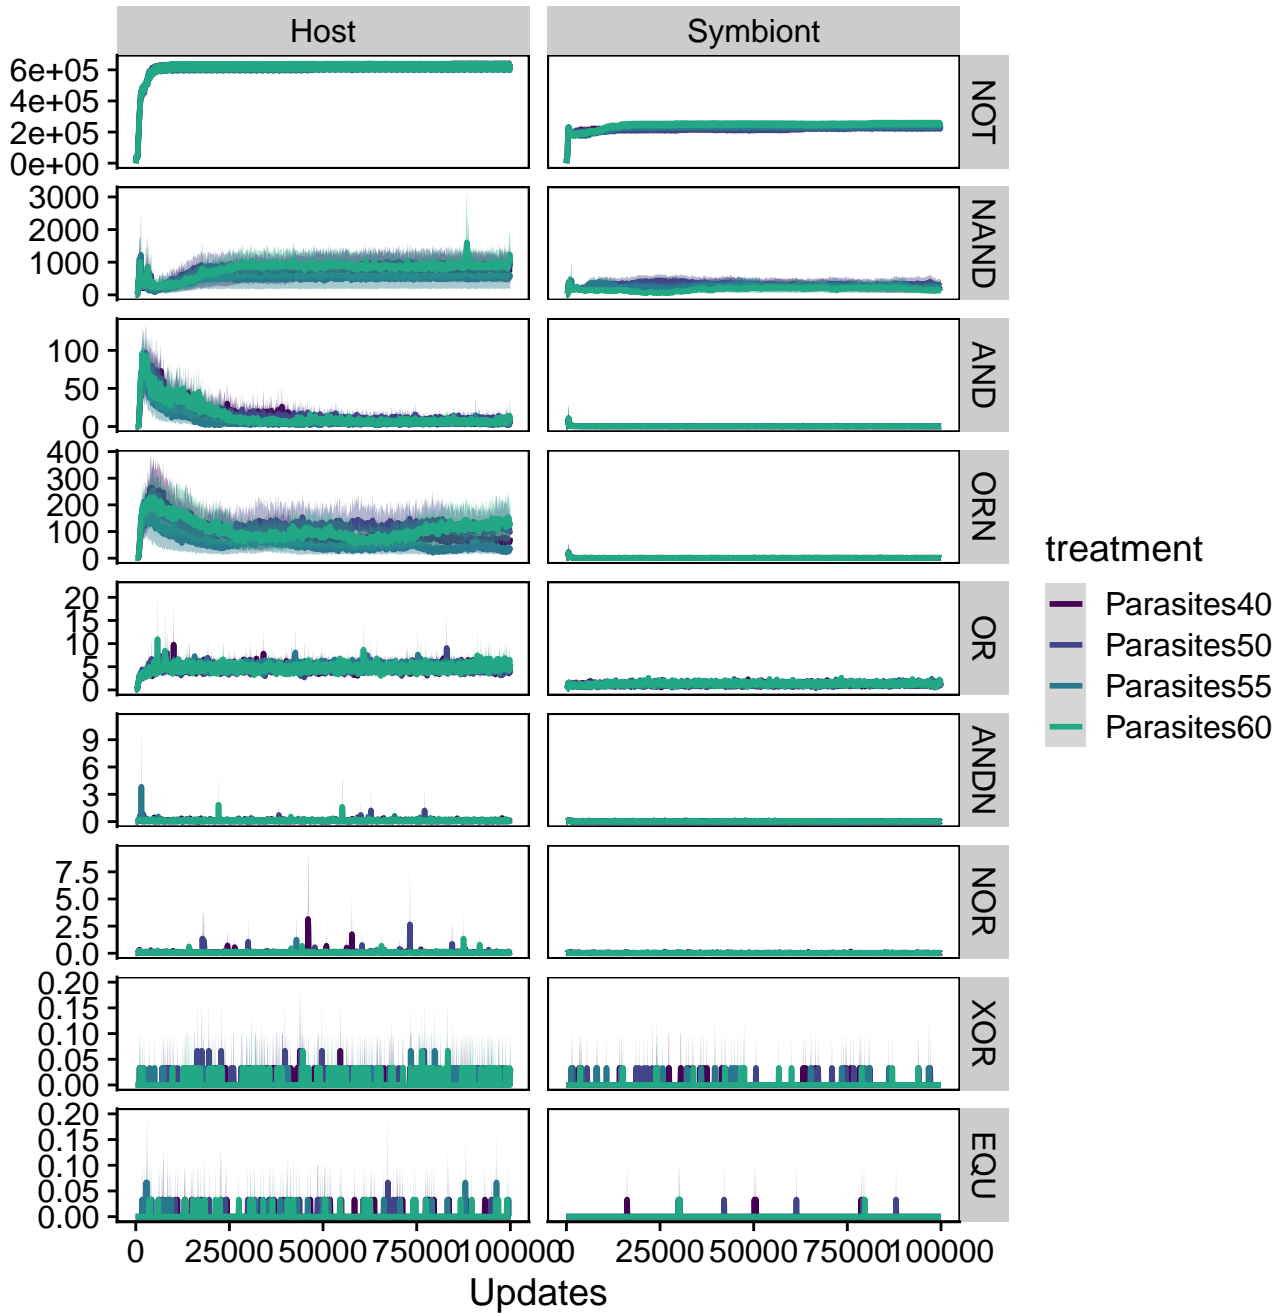 Host Symbiont
6e+05
4e+05
2e+05
0e+00
NOT
3000
2000
1000
0
NAND
100
50
0
AND
400
300
200
100
0
ORN
20
15
10
5
0
OR
9
6
3
0
ANDN
7.5
5.0
2.5
0.0
NOR
0.20
0.15
0.10
0.05
0.00
XOR
0.20
0.15
0.10
0.05
0.00
EQU
0 25000 50000 75000 100000 0 25000 50000 75000 100000
Updates
treatment
Parasites40
Parasites50
Parasites55
Parasites60